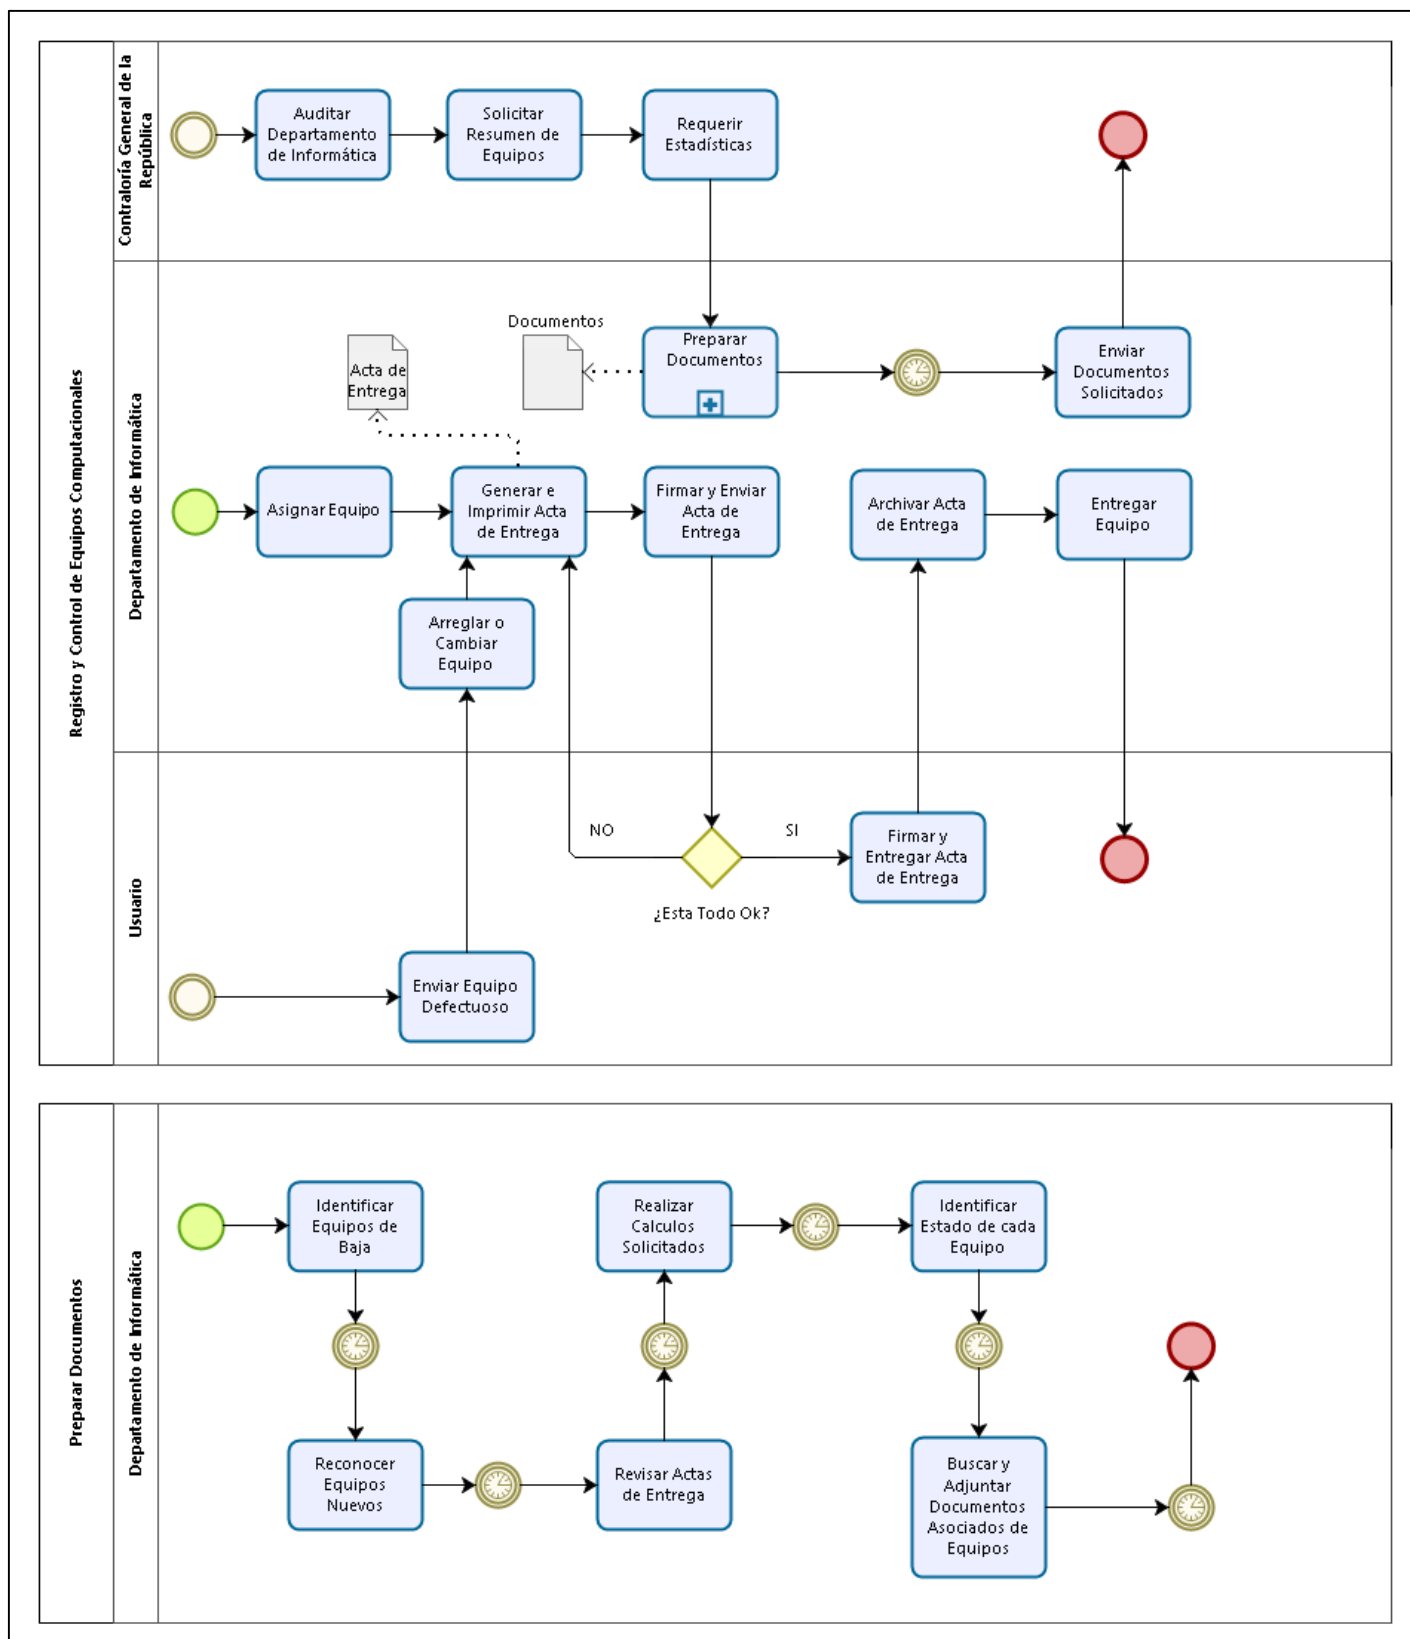 Registro y Control de Equipos Computacionales
Contraloría General de la
República
Auditar
Departamento
de Informática
Solicitar
Resumen de
Equipos
Requerir
Estadísticas
Departamento de Informática
Documentos
Preparar
Documentos
Enviar
Documentos
Solicitados
Acta de
Entrega
Asignar Equipo
Generar e
Imprimir Acta
de Entrega
Firmar y Enviar
Acta de
Entrega
Archivar Acta
de Entrega
Entregar
Equipo
Arreglar o
Cambiar
Equipo
Usuario
NO
SI
¿Esta Todo Ok?
Firmar y
Entregar Acta
de Entrega
Enviar Equipo
Defectuoso
Preparar Documentos
Departamento de Informática
Identificar
Equipos de
Baja
Realizar
Calculos
Solicitados
Identificar
Estado de cada
Equipo
Reconocer
Equipos
Nuevos
Revisar Actas
de Entrega
Buscar y
Adjuntar
Documentos
Asociados de
Equipos